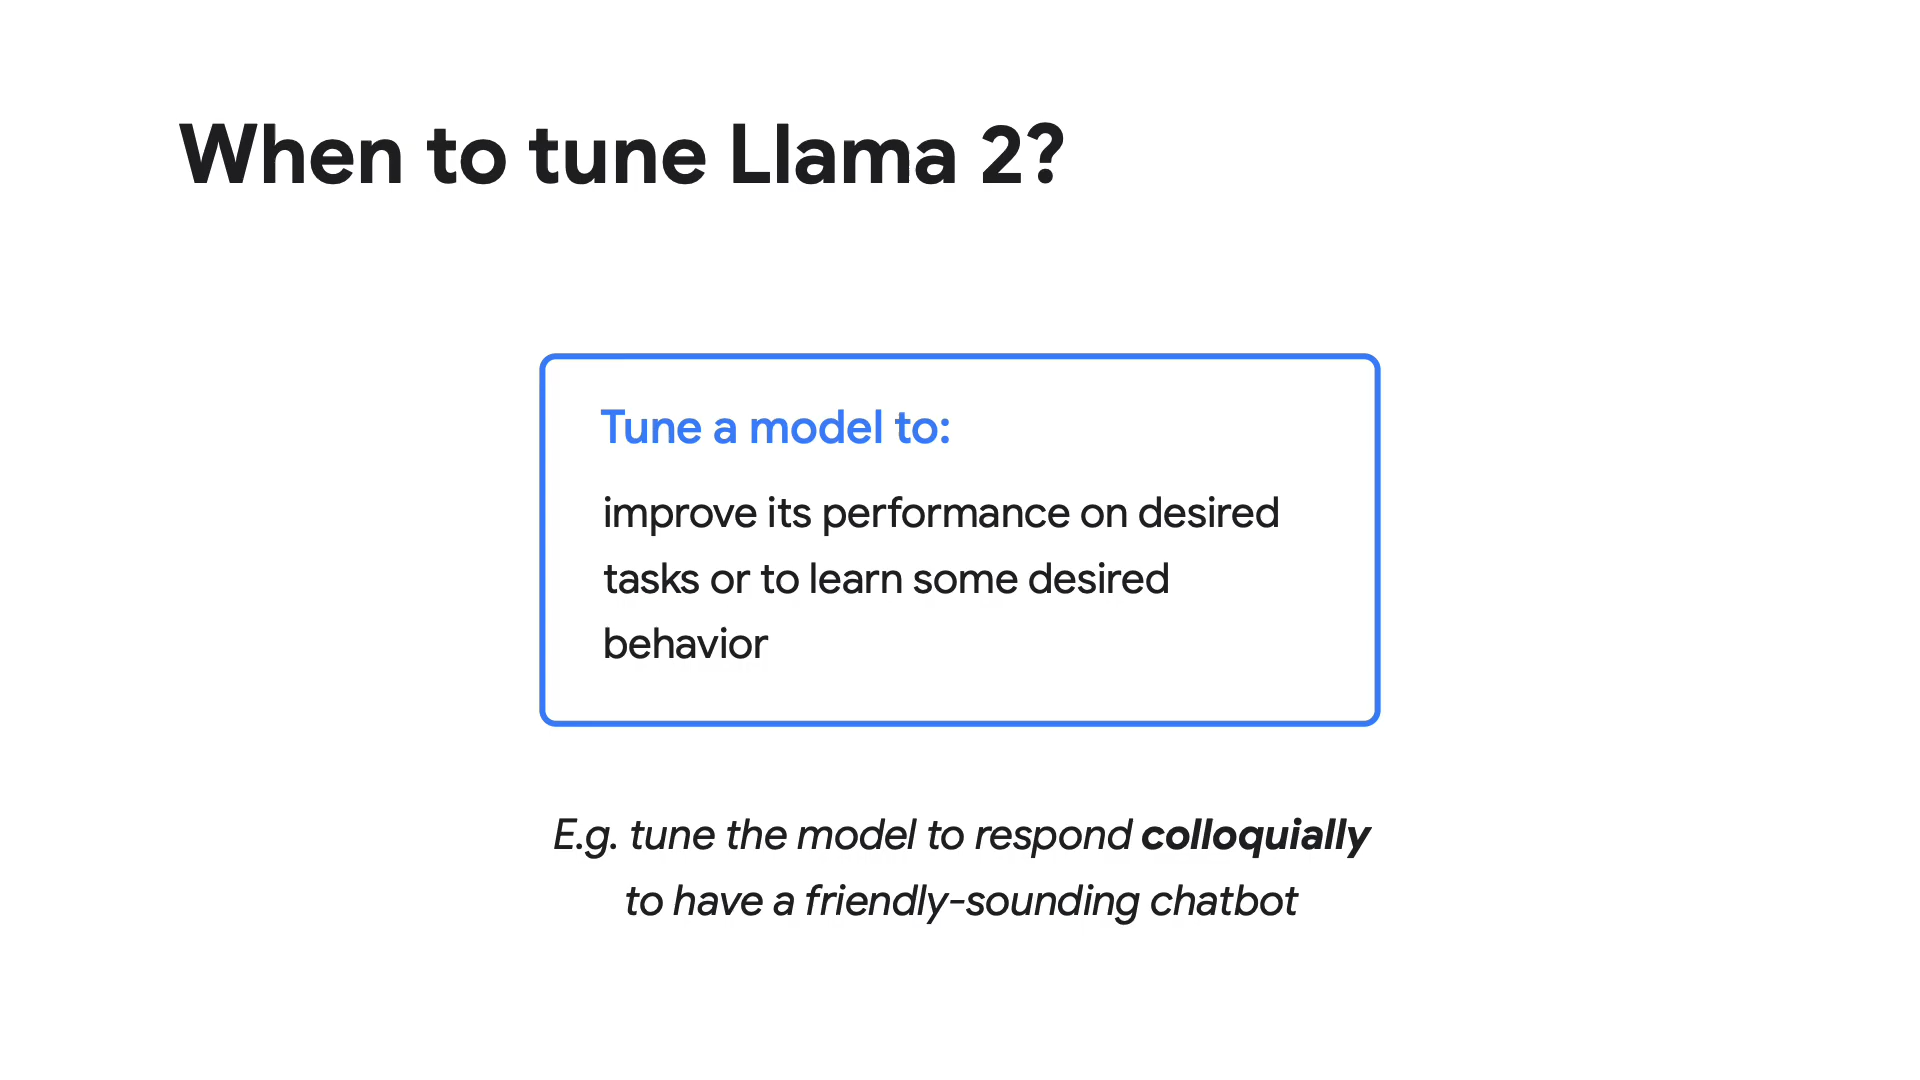 When to tune Llama 2?
Tune a model to:
improve its performance on desired
tasks or to learn some desired
behavior
E.g. tune the model to respond colloquially
to have a friendly-sounding chatbot